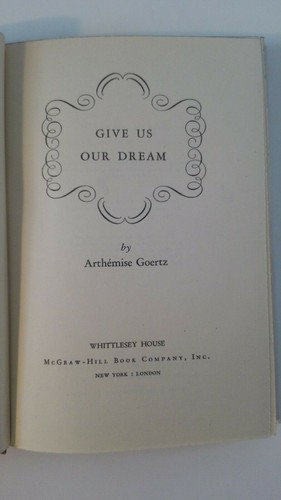 GIVE US
OUR DREAM
by
Arthémise Goertz
WHITTLESEY HOUSE
McGraw-Hill Book Company, Inc.
NEW YORK : LONDON